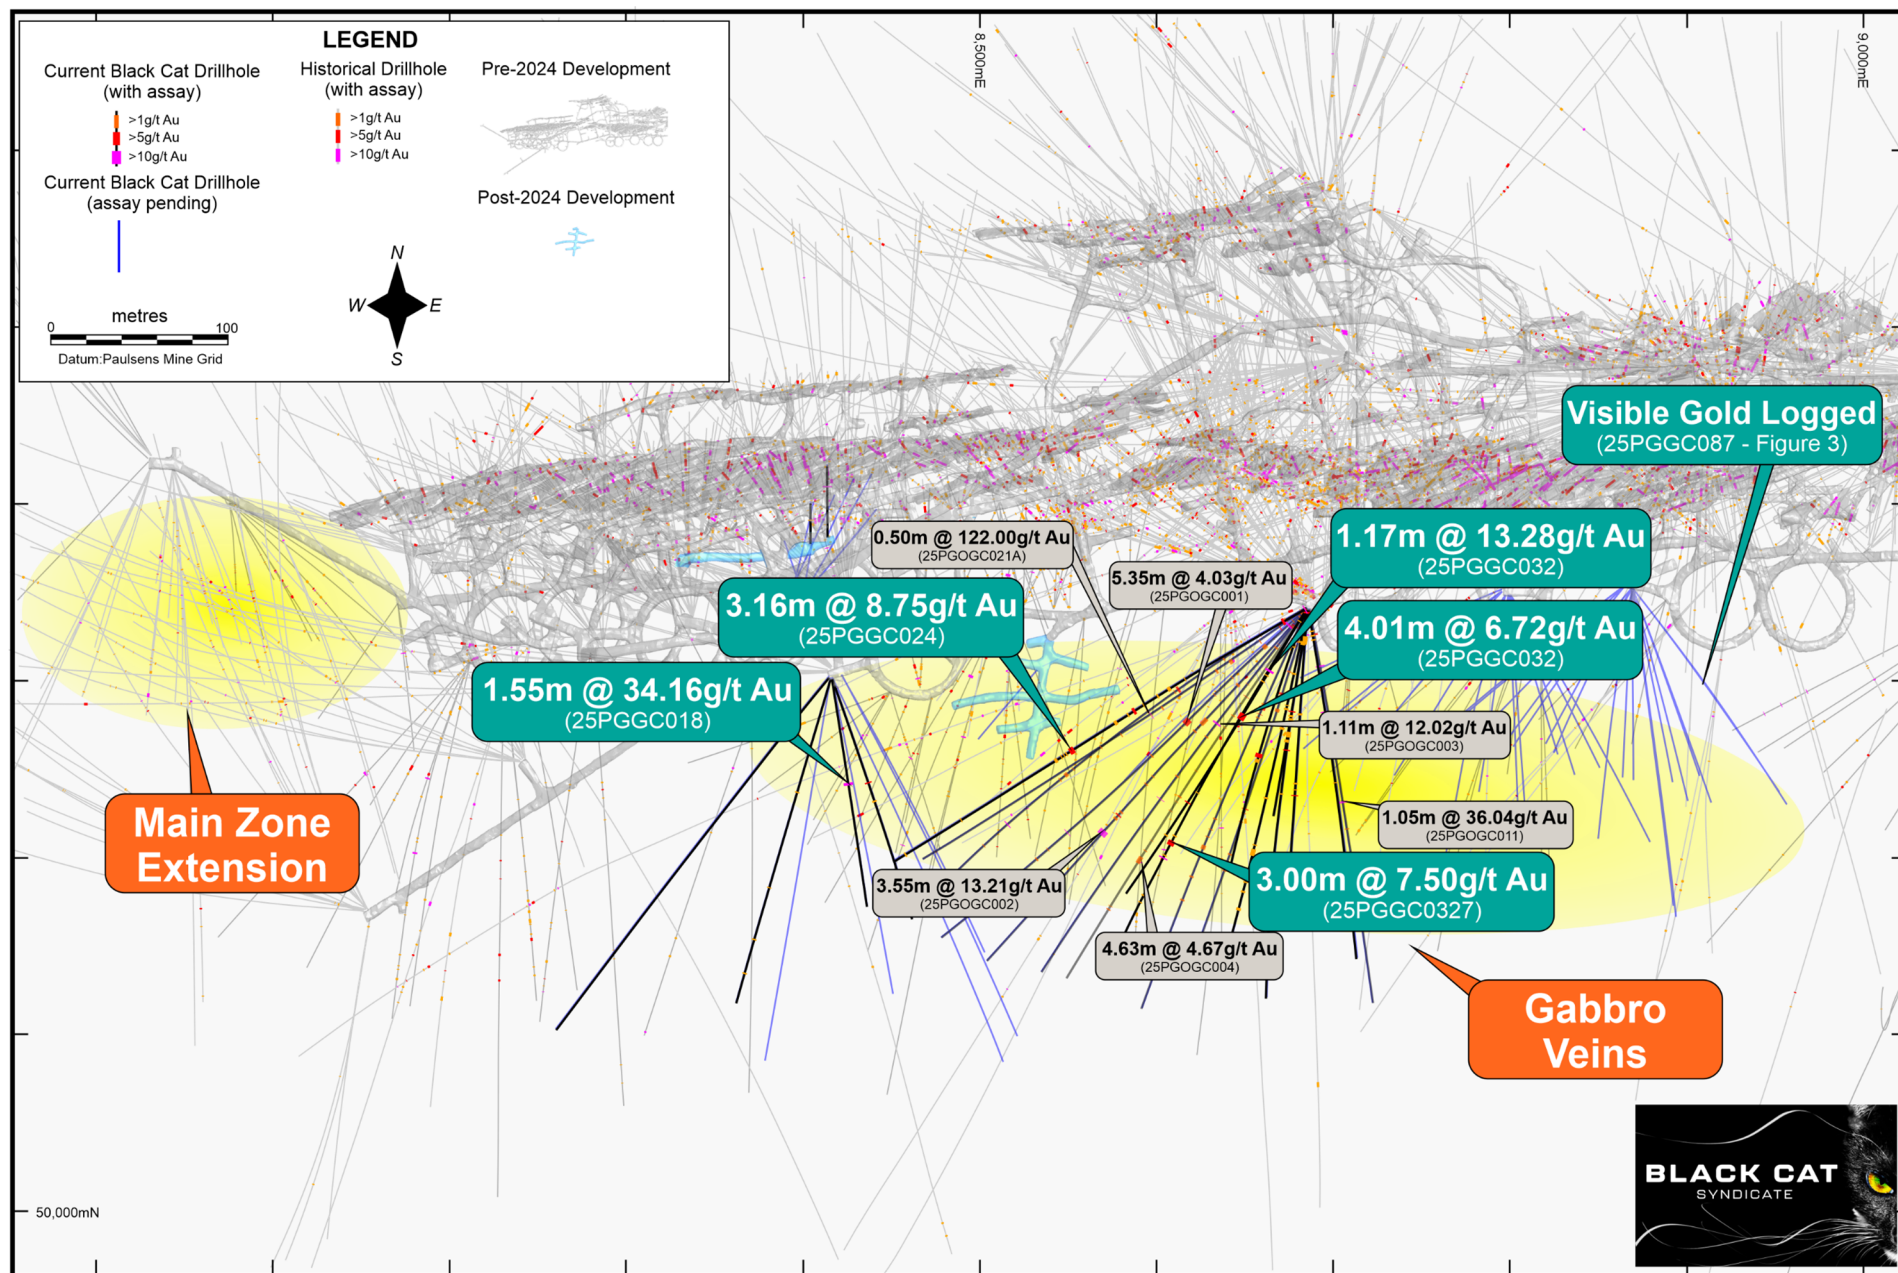 LEGEND
Current Black Cat Drillhole
(with assay)
>1g/t Au
>5g/t Au
>10g/t Au
Current Black Cat Drillhole
(assay pending)
Historical Drillhole
(with assay)
>1g/t Au
>5g/t Au
>10g/t Au
Pre-2024 Development
Post-2024 Development
N
W
E
S
metres
0
100
Datum:Paulsens Mine Grid
8,500mE
9,000mE
Visible Gold Logged
(25PGGC087 - Figure 3)
0.50m @ 122.00g/t Au
(25PGOGC021A)
1.17m @ 13.28g/t Au
(25PGGC032)
5.35m @ 4.03g/t Au
(25PGOGC001)
3.16m @ 8.75g/t Au
(25PGGC024)
4.01m @ 6.72g/t Au
(25PGGC032)
1.55m @ 34.16g/t Au
(25PGGC018)
1.11m @ 12.02g/t Au
(25PGOGC003)
Main Zone
Extension
1.05m @ 36.04g/t Au
(25PGOGC011)
3.55m @ 13.21g/t Au
(25PGOGC002)
3.00m @ 7.50g/t Au
(25PGGC0327)
4.63m @ 4.67g/t Au
(25PGOGC004)
Gabbro
Veins
BLACK CAT
SYNDICATE
50,000mN